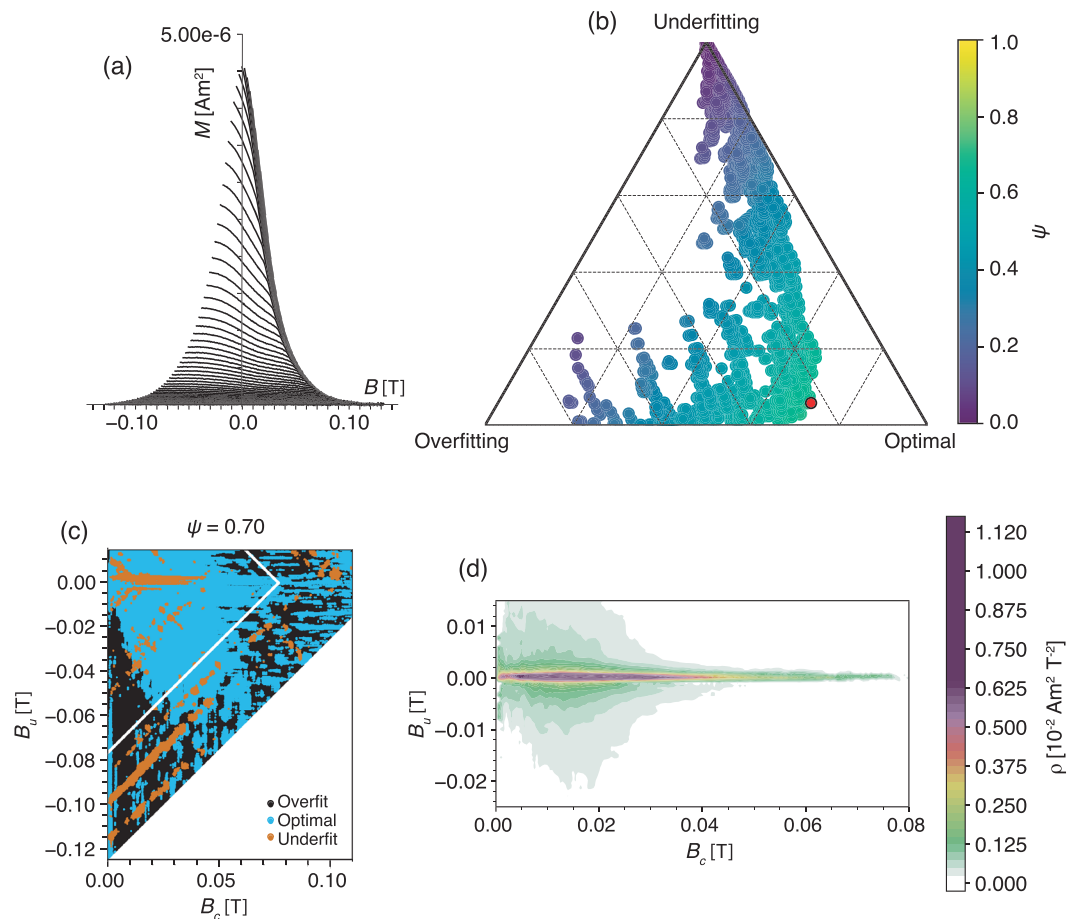 (a)
5.00e-6
M [Am²]
B [T]
−0.10
0.0
0.10
(b)
Underfitting
Overfitting
Optimal
1.0
0.8
0.6
0.4
0.2
0.0
ψ
(c)
ψ = 0.70
0.00
−0.02
−0.04
−0.06
−0.08
−0.10
−0.12
B_u [T]
Overfit
Optimal
Underfit
0.00
0.05
0.10
B_c [T]
(d)
0.01
0.00
−0.01
−0.02
B_u [T]
0.00
0.02
0.04
0.06
0.08
B_c [T]
1.120
1.000
0.875
0.750
0.625
0.500
0.375
0.250
0.125
0.000
ρ [10⁻² Am² T⁻²]